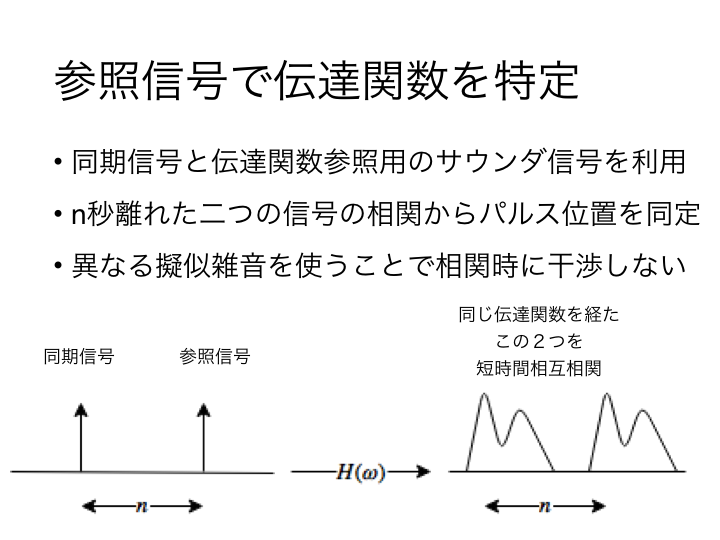 参照信号で伝達関数を特定
• 同期信号と伝達関数参照用のサウンダ信号を利用
• n秒離れた二つの信号の相関からパルス位置を同定
• 異なる擬似雑音を使うことで相関時に干渉しない
同じ伝達関数を経た
この２つを
短時間相互相関
同期信号
参照信号
H(ω)
n
n